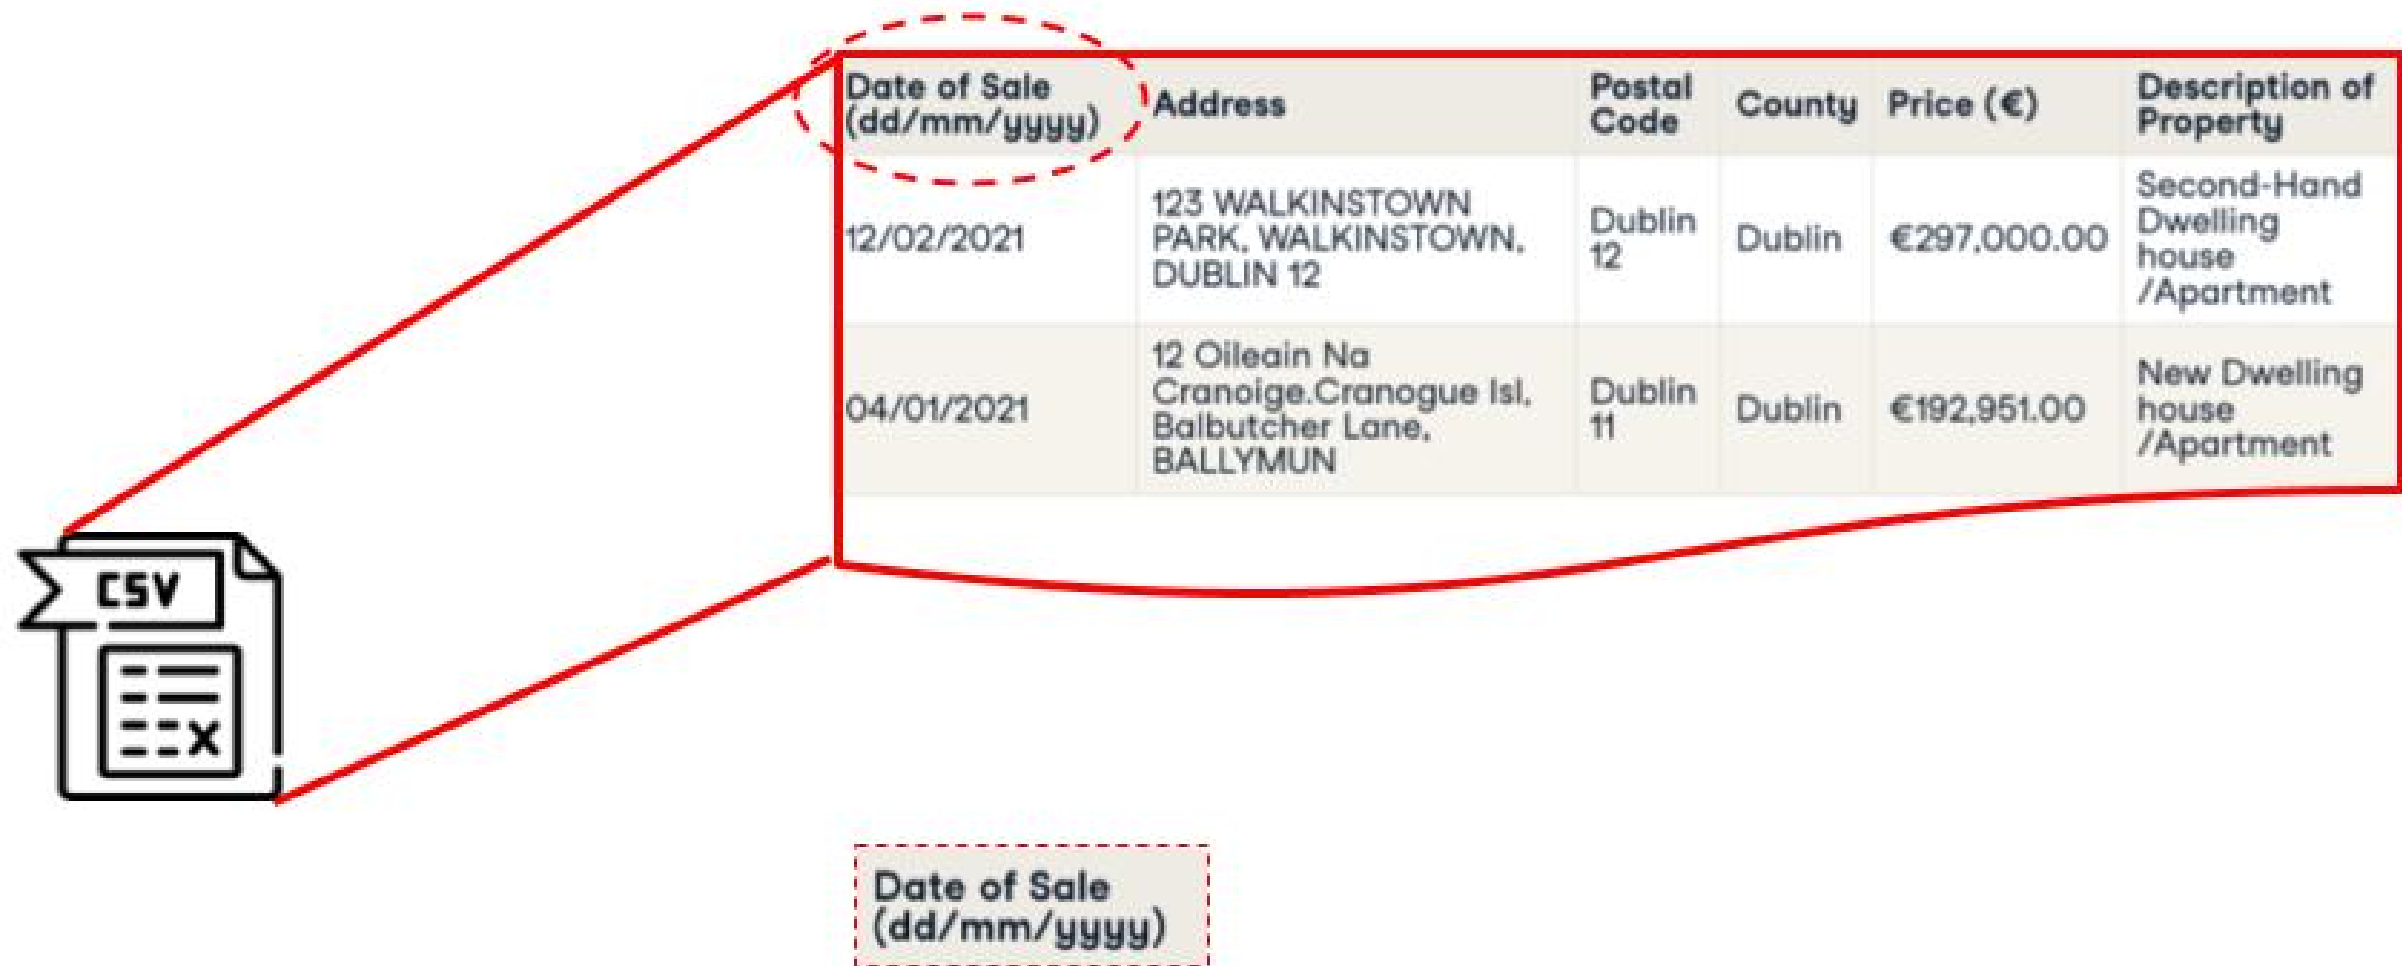 Date of Sale
(dd/mm/yyyy)
Address
Postal
Code
County
Price (€)
Description of
Property
12/02/2021
123 WALKINSTOWN
PARK, WALKINSTOWN,
DUBLIN 12
Dublin
12
Dublin
€297,000.00
Second-Hand
Dwelling
house
/Apartment
04/01/2021
12 Oileain Na
Cranoige.Cranogue Isl,
Balbutcher Lane,
BALLYMUN
Dublin
11
Dublin
€192,951.00
New Dwelling
house
/Apartment
CSV
X
Date of Sale
(dd/mm/yyyy)